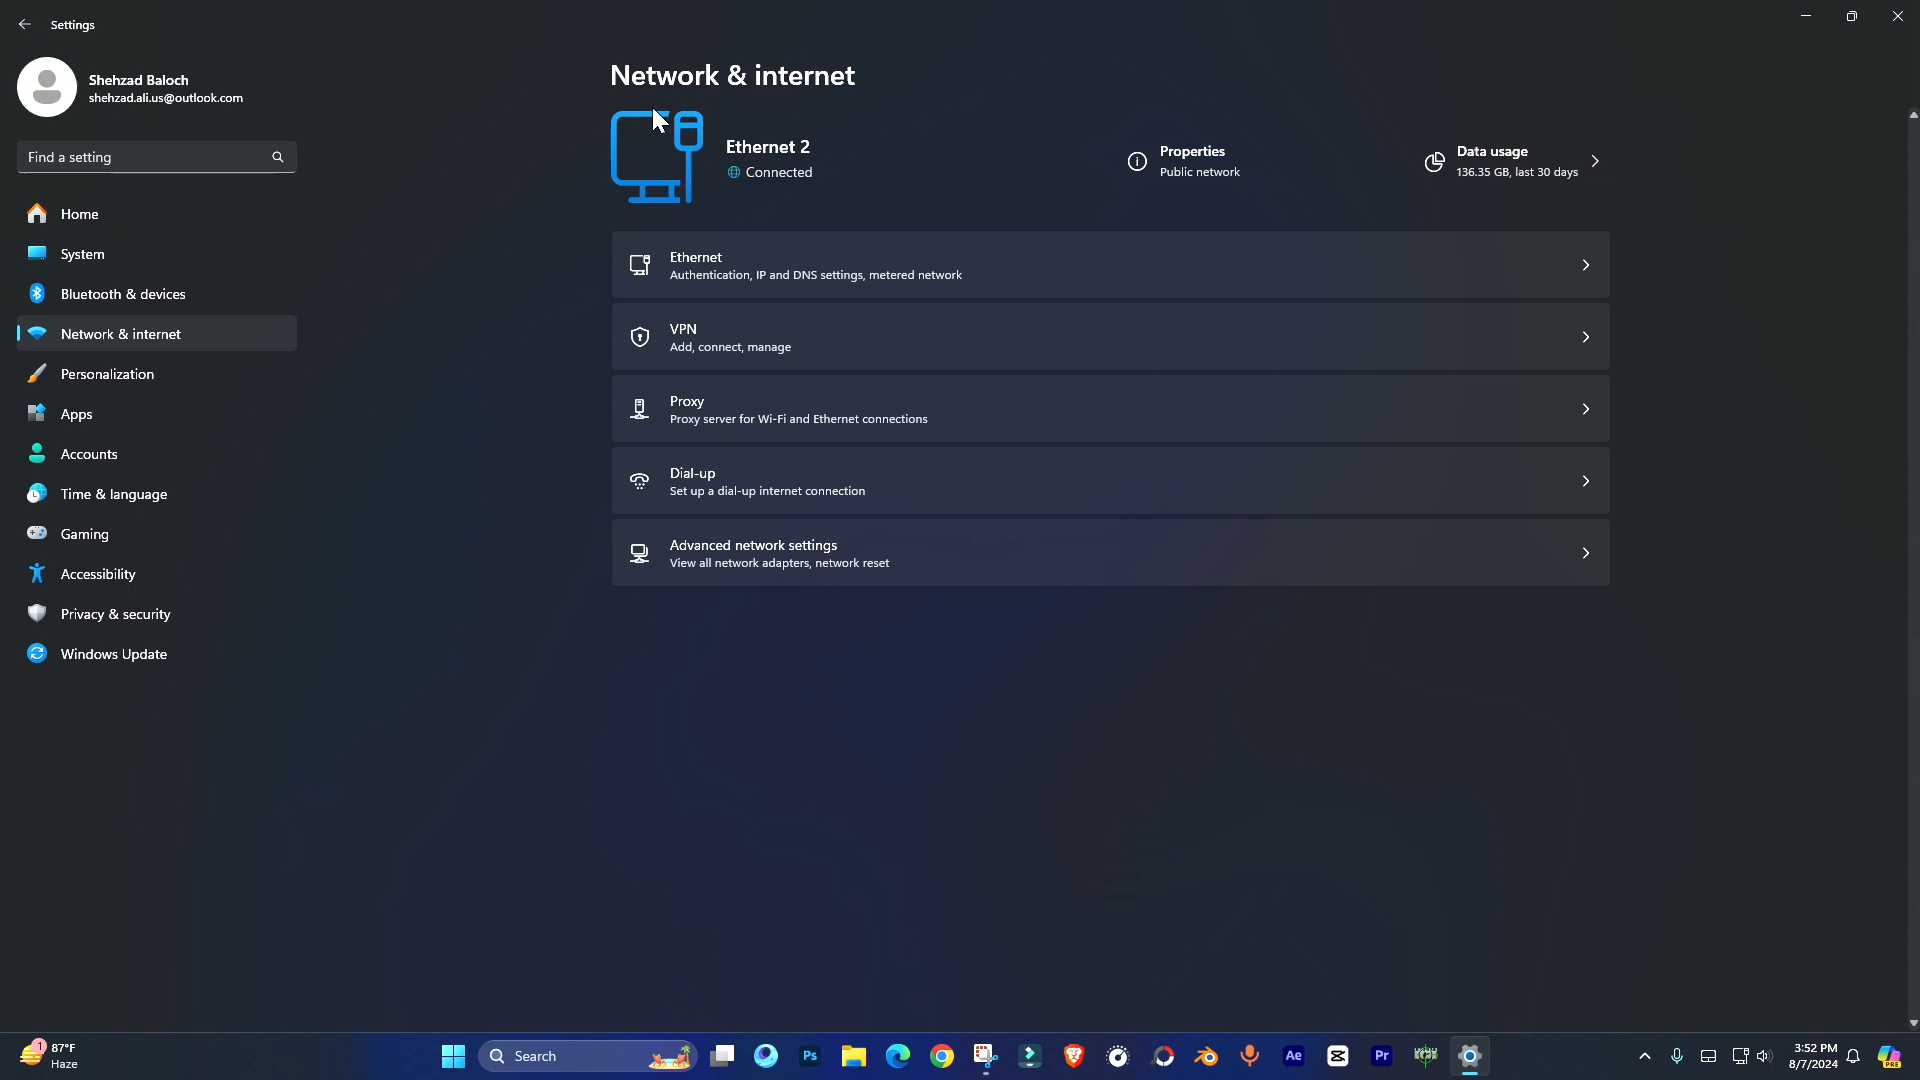 Settings
Shehzad Baloch
shehzad.ali.us@outlook.com
Find a setting
Home
System
Bluetooth & devices
Network & internet
Personalization
Apps
Accounts
Time & language
Gaming
Accessibility
Privacy & security
Windows Update
Network & internet
Ethernet 2
Connected
Properties
Public network
Data usage
136.35 GB, last 30 days
Ethernet
Authentication, IP and DNS settings, metered network
VPN
Add, connect, manage
Proxy
Proxy server for Wi-Fi and Ethernet connections
Dial-up
Set up a dial-up internet connection
Advanced network settings
View all network adapters, network reset
1
87°F
Haze
Search
Ps
Ae
Pr
PRE
3:52 PM
8/7/2024